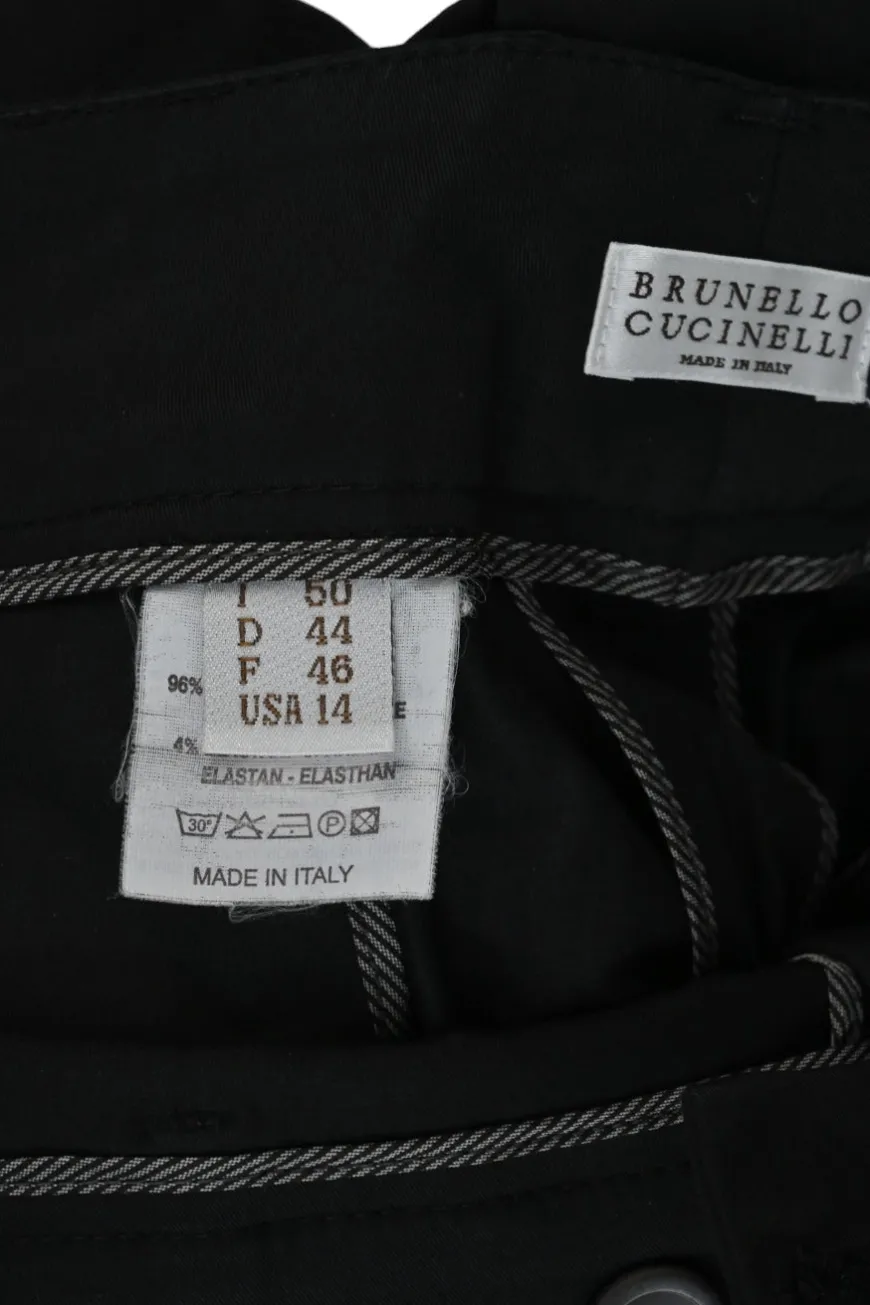 BRUNELLO
CUCINELLI
MADE IN ITALY
I 50
D 44
F 46
USA 14
96%
E
4%
ELASTAN - ELASTHAN
30°
P
MADE IN ITALY